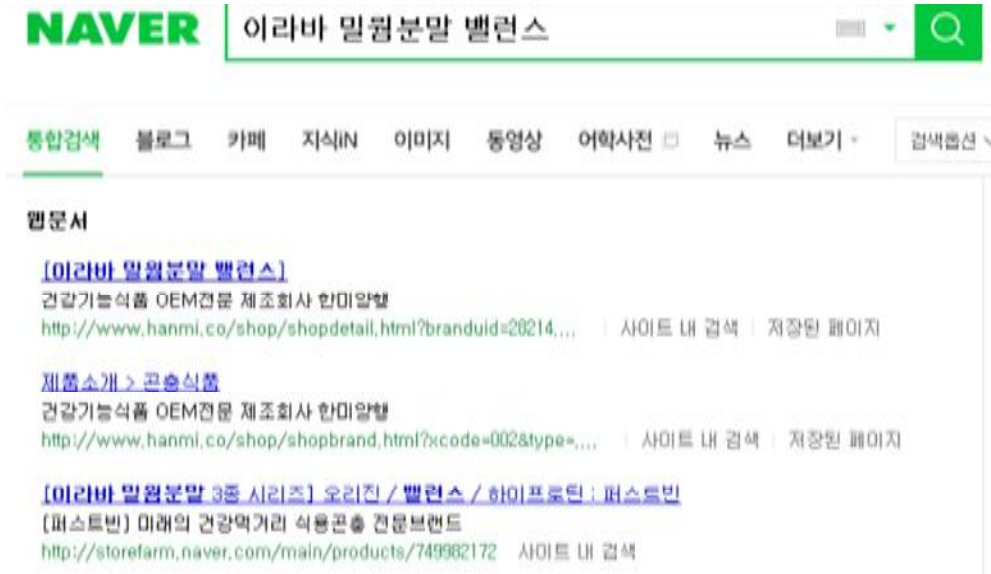 NAVER 이라바 밀웜분말 밸런스
통합검색 블로그 카페 지식iN 이미지 동영상 어학사전 뉴스 더보기 검색옵션
웹문서
[이라바 밀웜분말 밸런스]
건강기능식품 OEM전문 제조회사 한미양행
http://www.hanmi.co/shop/shopdetail.html?branduid=28214,... 사이트 내 검색 저장된 페이지
제품소개 > 곤충식품
건강기능식품 OEM전문 제조회사 한미양행
http://www.hanmi.co/shop/shopbrand.html?xcode=002&type=,... 사이트 내 검색 저장된 페이지
[이라바 밀웜분말 3종 시리즈] 오리진 / 밸런스 / 하이프로틴 : 퍼스트빈
[퍼스트빈] 미래의 건강먹거리 식용곤충 전문브랜드
http://storefarm.naver.com/main/products/749982172 사이트 내 검색